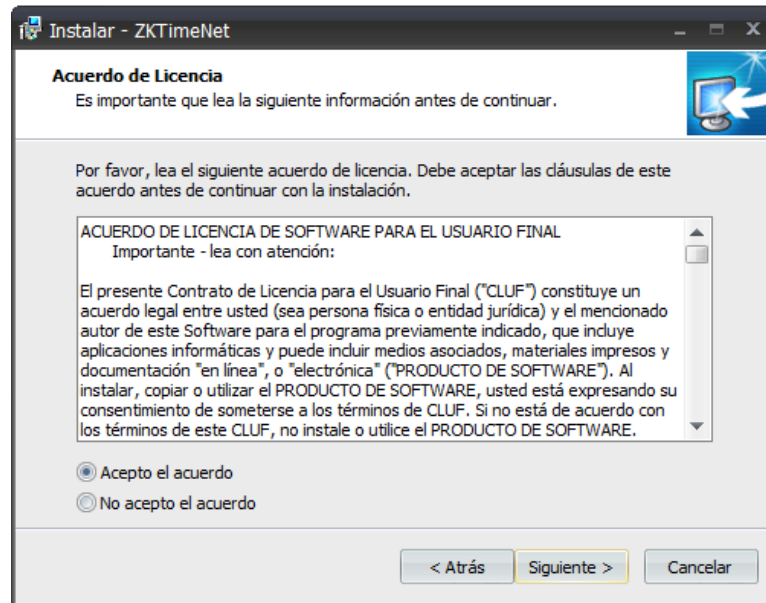 Instalar - ZKTimeNet
Acuerdo de Licencia
Es importante que lea la siguiente información antes de continuar.
Por favor, lea el siguiente acuerdo de licencia. Debe aceptar las cláusulas de este
acuerdo antes de continuar con la instalación.
ACUERDO DE LICENCIA DE SOFTWARE PARA EL USUARIO FINAL
Importante - lea con atención:
El presente Contrato de Licencia para el Usuario Final ("CLUF") constituye un
acuerdo legal entre usted (sea persona física o entidad jurídica) y el mencionado
autor de este Software para el programa previamente indicado, que incluye
aplicaciones informáticas y puede incluir medios asociados, materiales impresos y
documentación "en línea", o "electrónica" ("PRODUCTO DE SOFTWARE"). Al
instalar, copiar o utilizar el PRODUCTO DE SOFTWARE, usted está expresando su
consentimiento de someterse a los términos de CLUF. Si no está de acuerdo con
los términos de este CLUF, no instale o utilice el PRODUCTO DE SOFTWARE.
Acepto el acuerdo
No acepto el acuerdo
< Atrás Siguiente > Cancelar